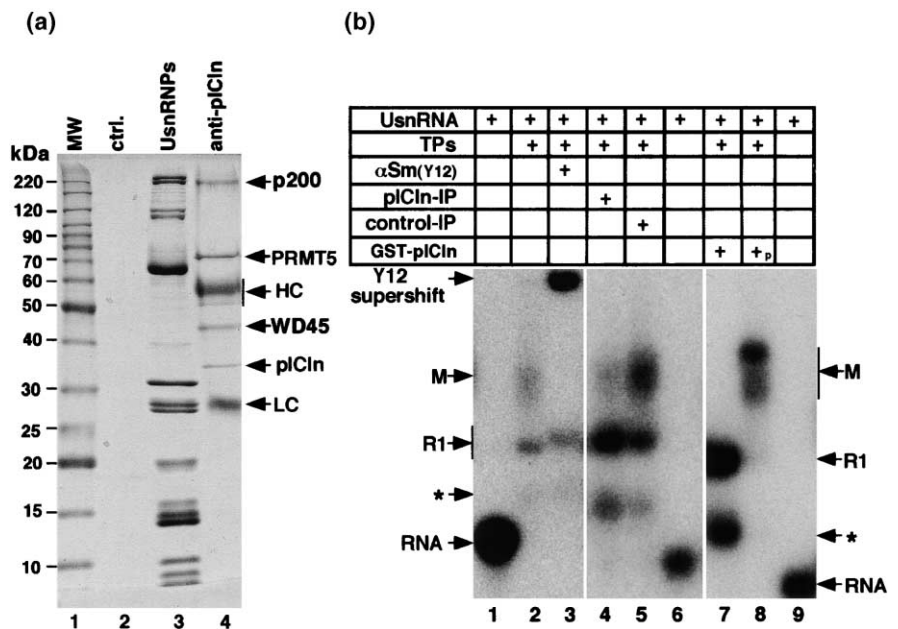 (a)
MW
ctrl.
UsnRNPs
anti-pICln
kDa
220
120
90
70
60
50
40
30
25
20
15
10
p200
PRMT5
HC
WD45
pICln
LC
1 2 3 4
(b)
UsnRNA + + + + + + + + +
TPs + + + + + +
αSm(Y12) +
pICln-IP +
control-IP +
GST-pICln + +p
Y12
supershift
M
R1
*
RNA
M
R1
*
RNA
1 2 3 4 5 6 7 8 9